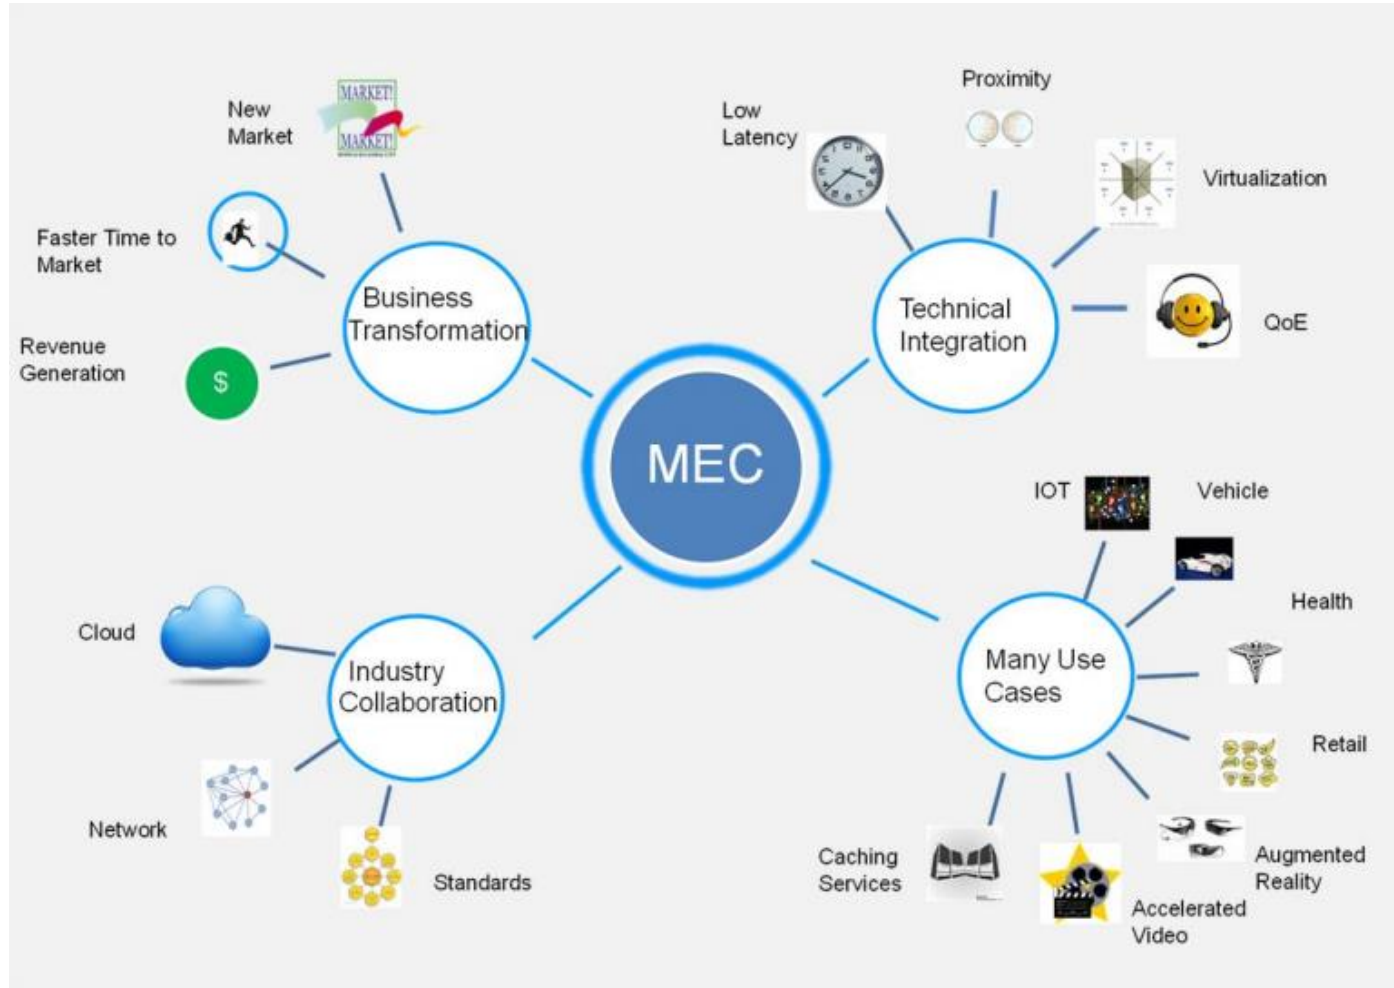 New
Market
MARKET!
MARKET!
Faster Time to
Market
Revenue
Generation
$
Business
Transformation
Low
Latency
Proximity
Virtualization
QoE
Technical
Integration
MEC
Cloud
Network
Standards
Industry
Collaboration
IOT
Vehicle
Health
Retail
Augmented
Reality
Accelerated
Video
Caching
Services
Many Use
Cases